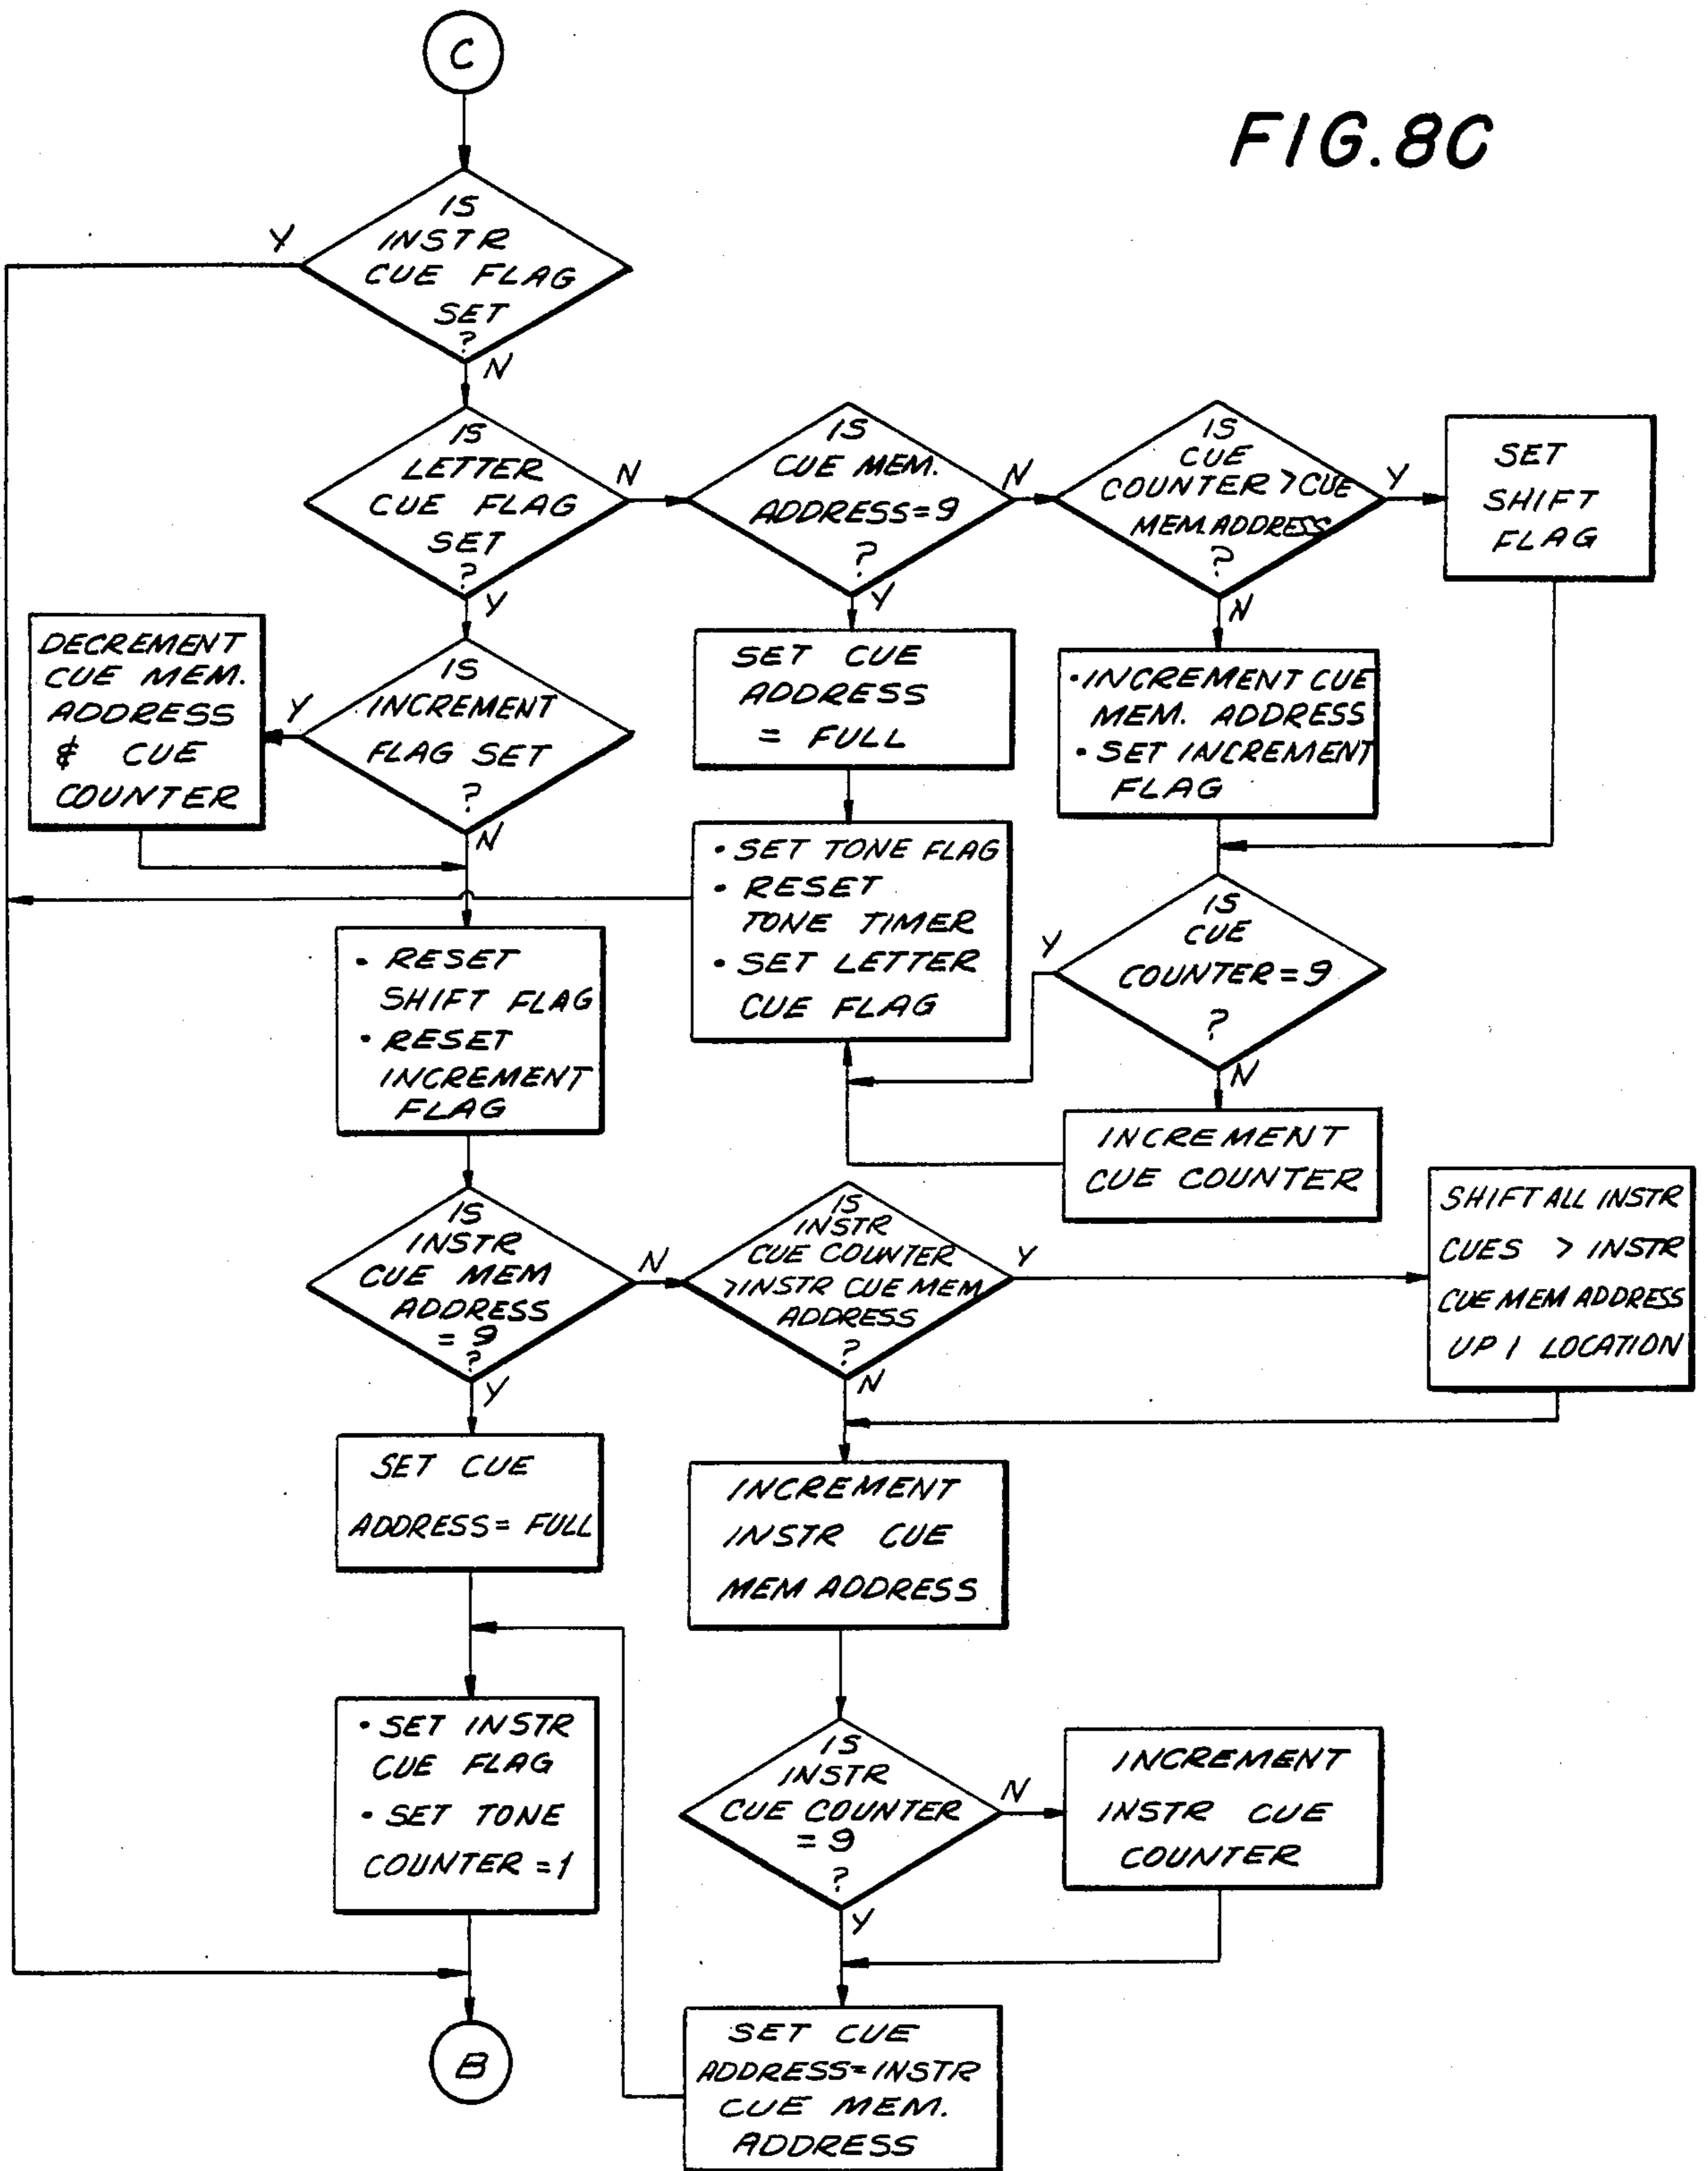 C
FIG. 8C
IS
INSTR
CUE FLAG
SET
?
Y
N
IS
LETTER
CUE FLAG
SET
?
N
Y
IS
CUE MEM.
ADDRESS=9
?
N
Y
IS
CUE
COUNTER > CUE
MEM. ADDRESS
?
Y
N
SET
SHIFT
FLAG
DECREMENT
CUE MEM.
ADDRESS
& CUE
COUNTER
IS
INCREMENT
FLAG SET
?
Y
N
SET CUE
ADDRESS
= FULL
• INCREMENT CUE
MEM. ADDRESS
• SET INCREMENT
FLAG
• SET TONE FLAG
• RESET
TONE TIMER
• SET LETTER
CUE FLAG
IS
CUE
COUNTER=9
?
Y
N
• RESET
SHIFT FLAG
• RESET
INCREMENT
FLAG
INCREMENT
CUE COUNTER
IS
INSTR
CUE MEM
ADDRESS
= 9
?
N
Y
IS
INSTR
CUE COUNTER
>INSTR CUE MEM
ADDRESS
?
Y
N
SHIFT ALL INSTR
CUES > INSTR
CUE MEM ADDRESS
UP 1 LOCATION
SET CUE
ADDRESS= FULL
INCREMENT
INSTR CUE
MEM ADDRESS
• SET INSTR
CUE FLAG
• SET TONE
COUNTER =1
IS
INSTR
CUE COUNTER
= 9
?
N
Y
INCREMENT
INSTR CUE
COUNTER
SET CUE
ADDRESS=INSTR
CUE MEM.
ADDRESS
B